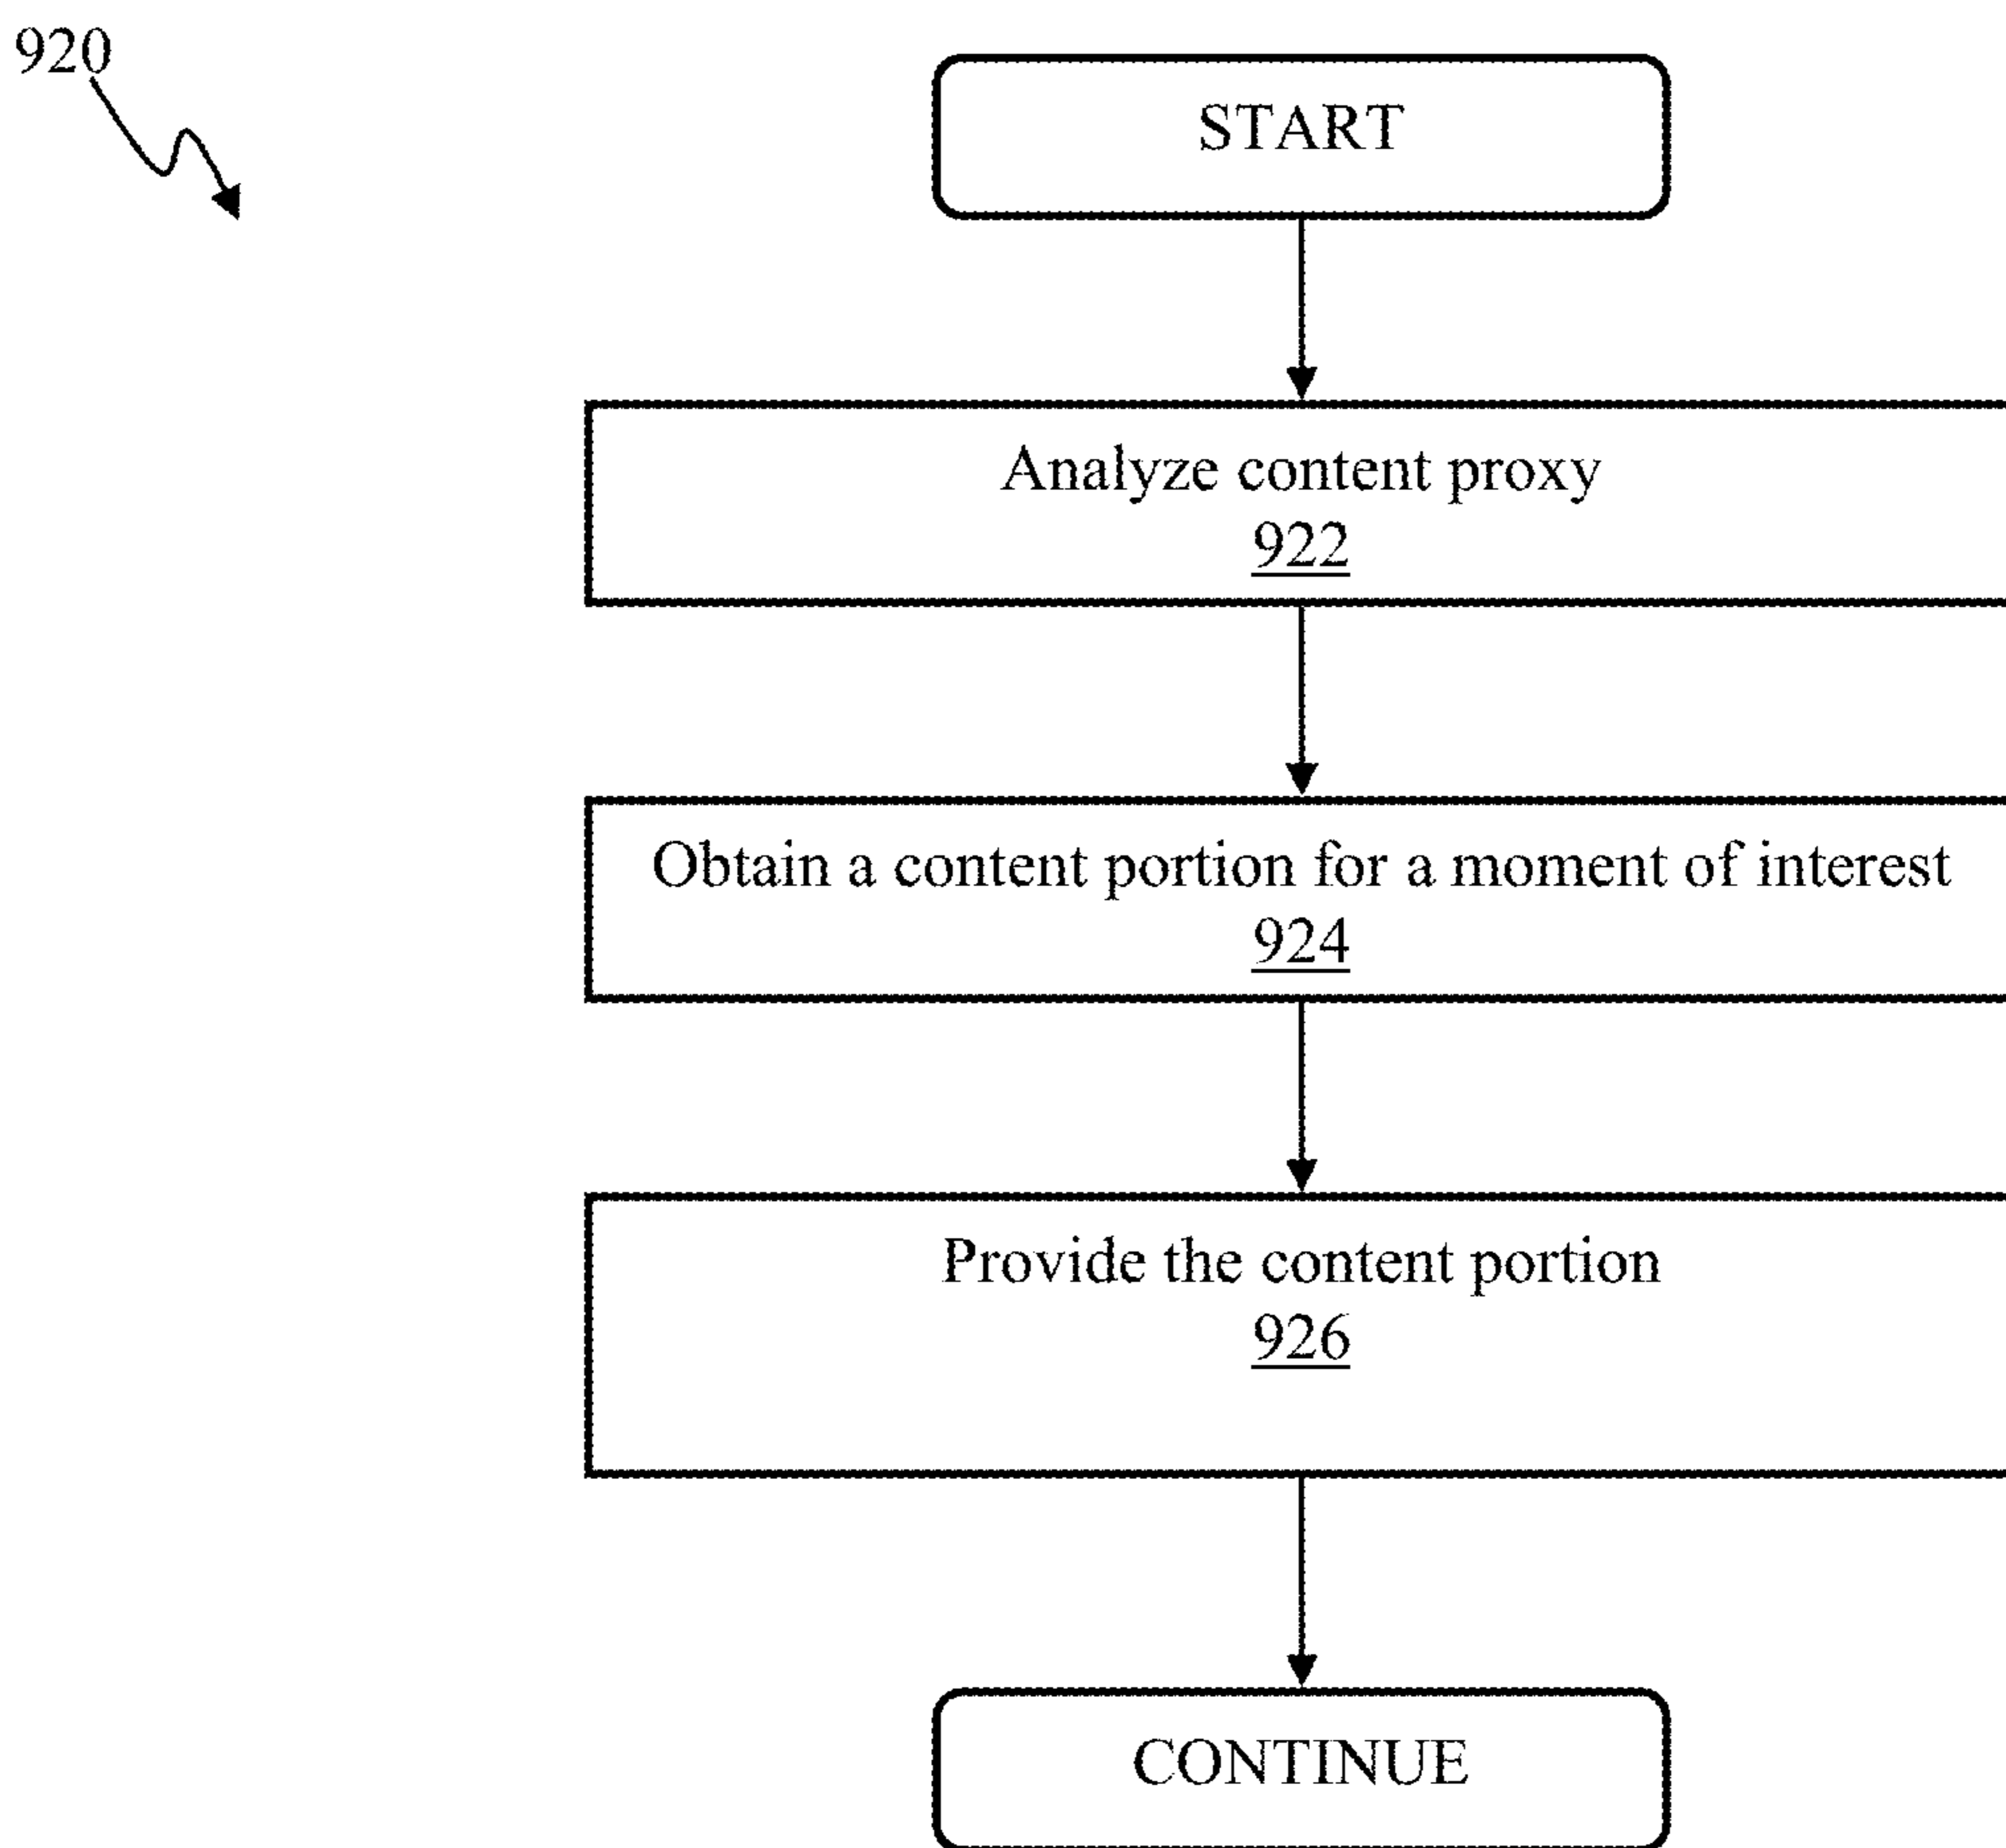 920
START
Analyze content proxy
922
Obtain a content portion for a moment of interest
924
Provide the content portion
926
CONTINUE